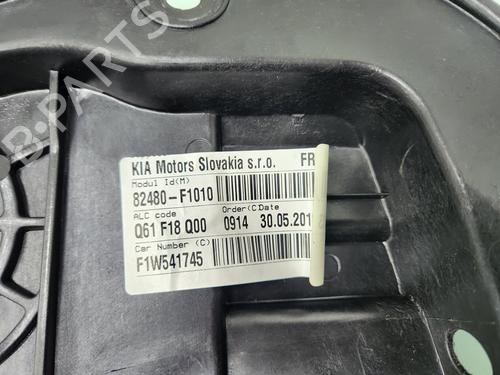 B-PARTS
KIA Motors Slovakia s.r.o. FR
Modul Id(M)
82480-F1010
ALC code Order(C)Date
Q61 F18 Q00 0914 30.05.201
Car Number (C)
F1W541745